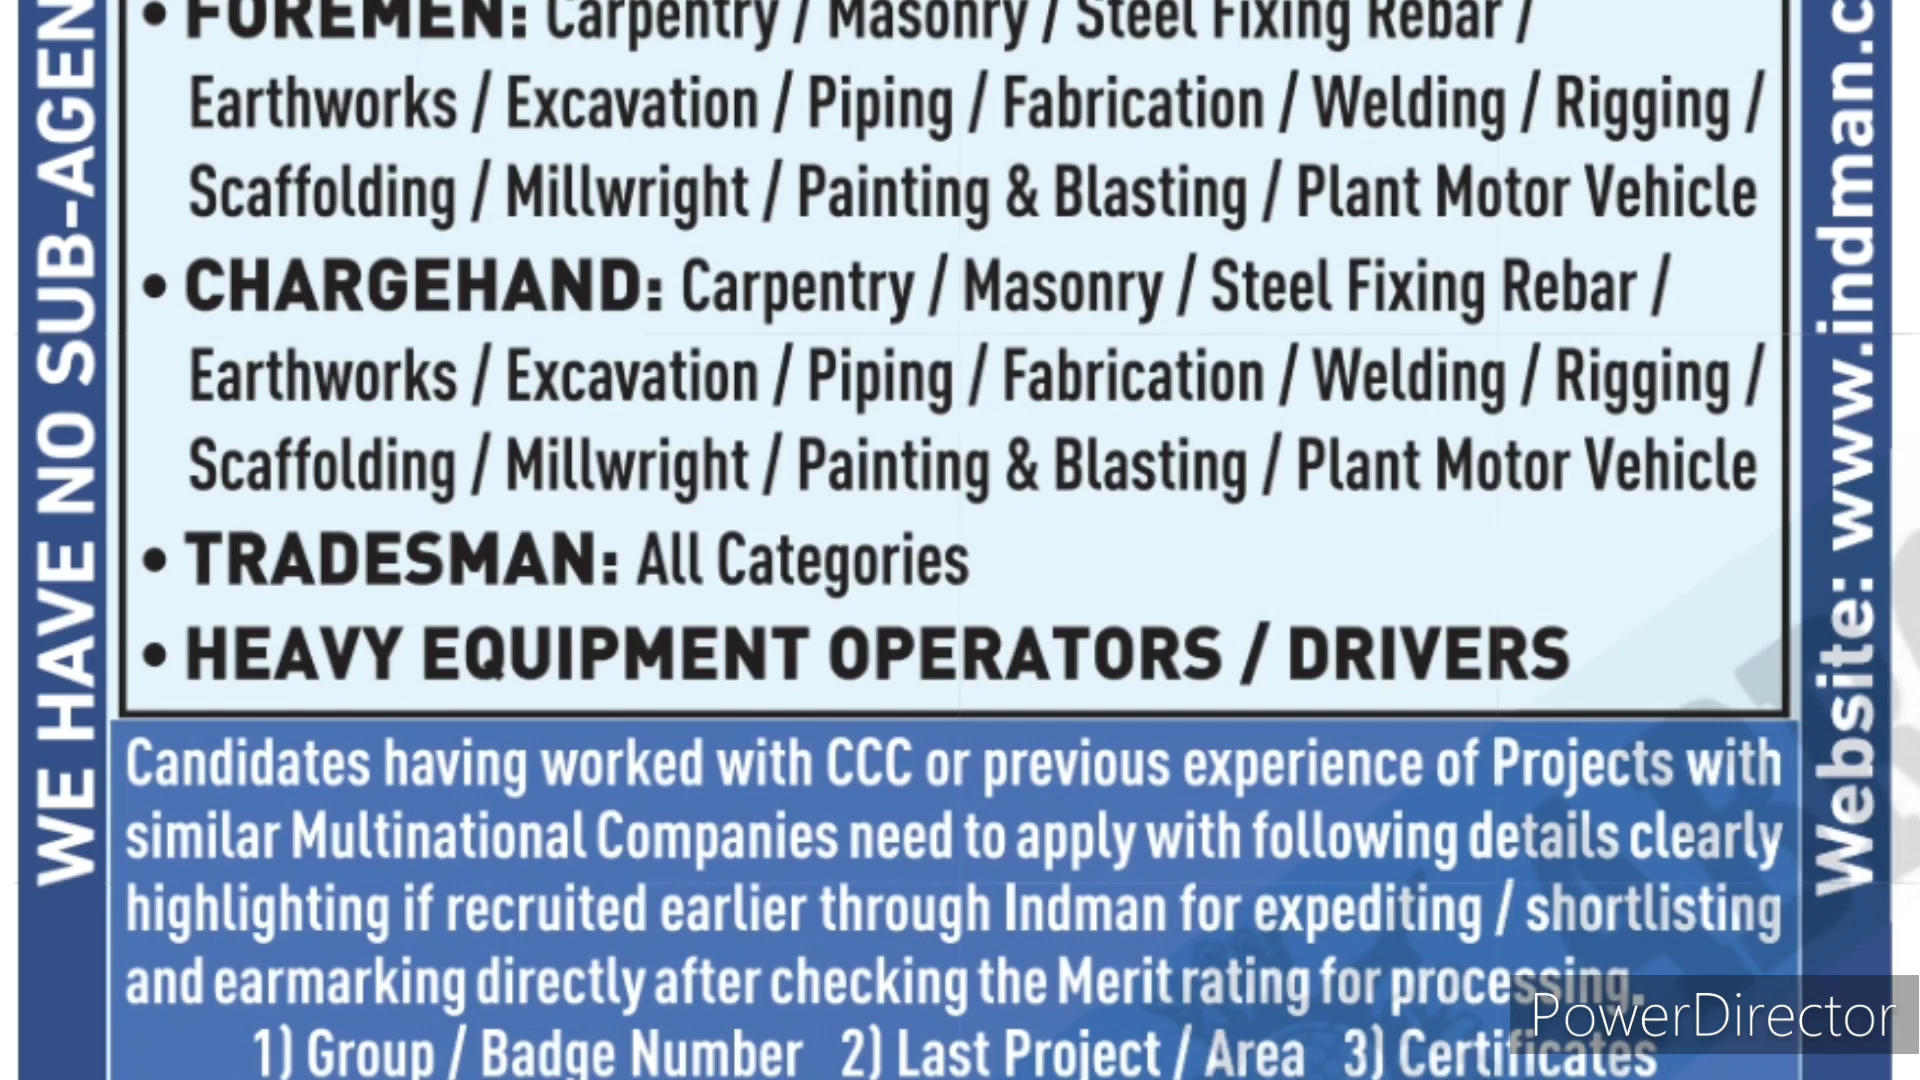 • FOREMEN: Carpentry / Masonry / Steel Fixing Rebar /
Earthworks / Excavation / Piping / Fabrication / Welding / Rigging /
Scaffolding / Millwright / Painting & Blasting / Plant Motor Vehicle
• CHARGEHAND: Carpentry / Masonry / Steel Fixing Rebar /
Earthworks / Excavation / Piping / Fabrication / Welding / Rigging /
Scaffolding / Millwright / Painting & Blasting / Plant Motor Vehicle
• TRADESMAN: All Categories
• HEAVY EQUIPMENT OPERATORS / DRIVERS
Candidates having worked with CCC or previous experience of Projects with
similar Multinational Companies need to apply with following details clearly
highlighting if recruited earlier through Indman for expediting / shortlisting
and earmarking directly after checking the Merit rating for processing.
1) Group / Badge Number 2) Last Project / Area 3) Certificates
WE HAVE NO SUB-AGEN
Website: www.indman.c
PowerDirector